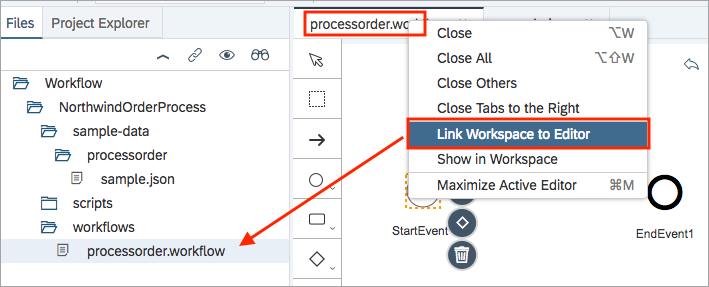 Files
Project Explorer
Workflow
NorthwindOrderProcess
sample-data
processorder
sample.json
scripts
workflows
processorder.workflow
processorder.wo
Close ⌥W
Close All ⌥⇧W
Close Others
Close Tabs to the Right
Link Workspace to Editor
Show in Workspace
Maximize Active Editor ⌘M
StartEvent
EndEvent1